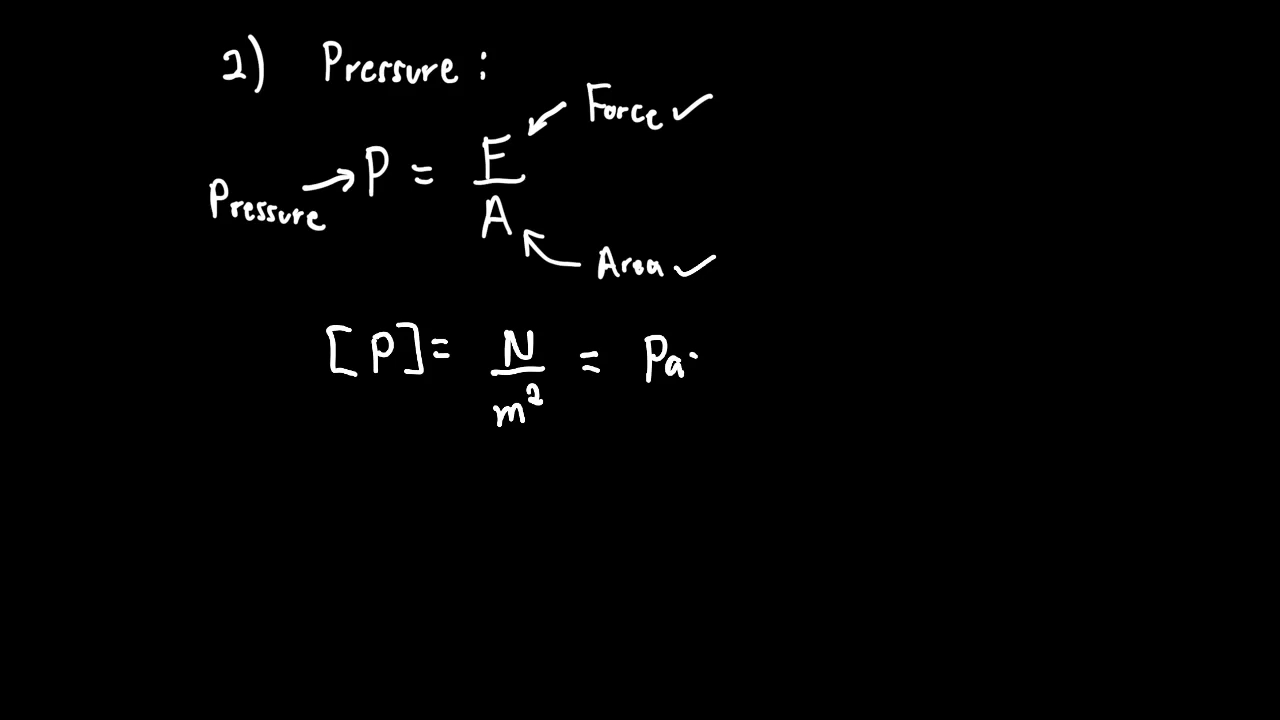 2) Pressure:
Force ✓
Pressure → P = F/A
Area ✓
[P] = N/m² = Pa.